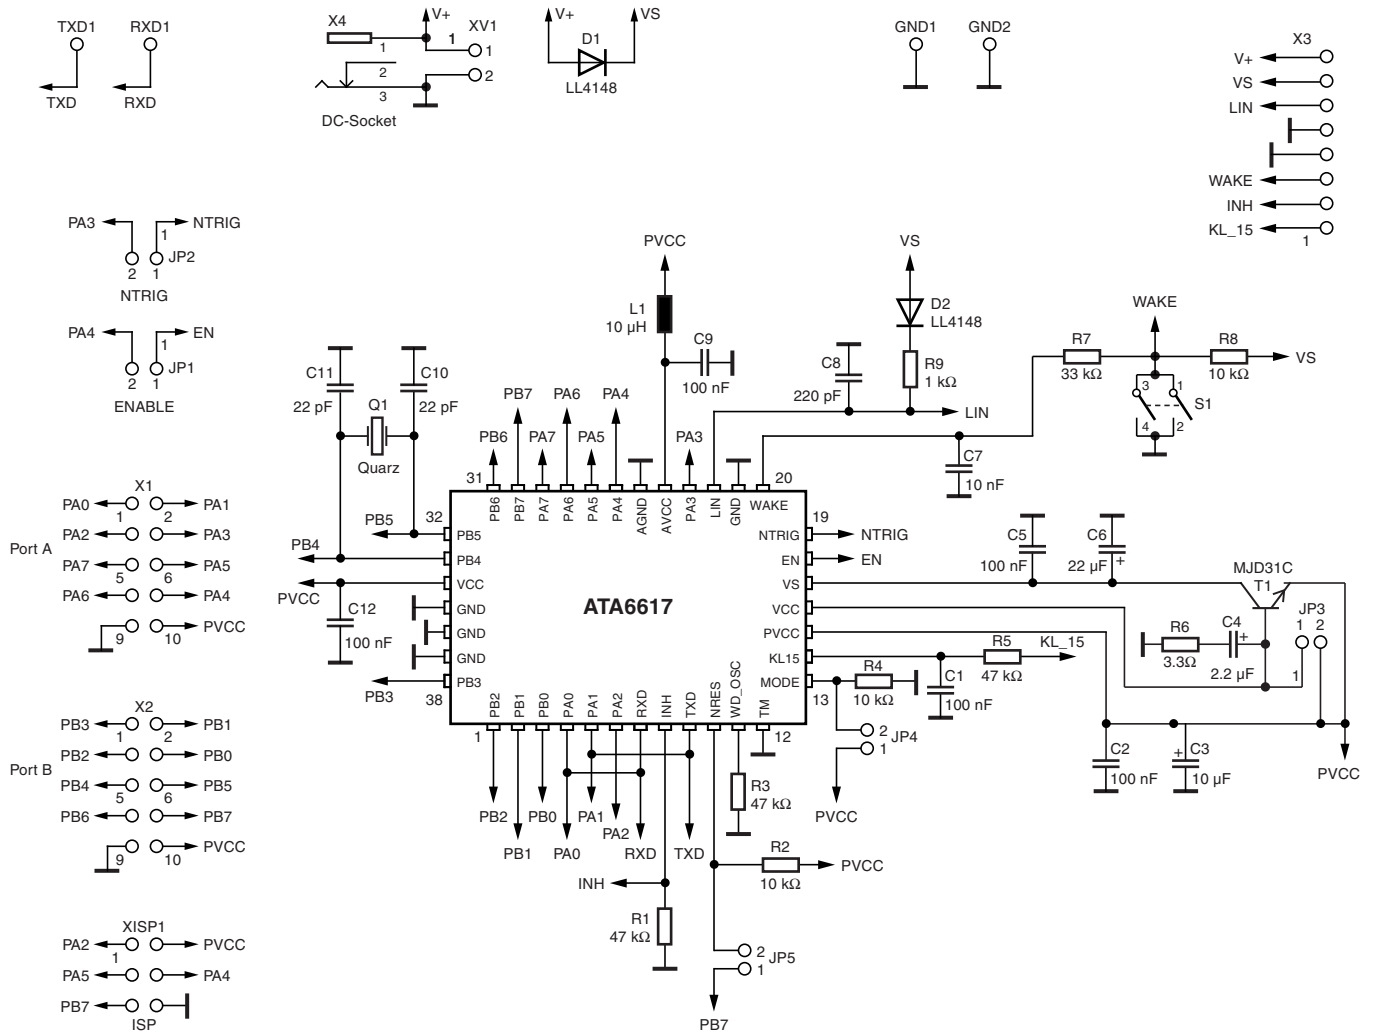 TXD1
RXD1
TXD
RXD
X4
V+
XV1
1
1
1
2
2
3
DC-Socket
V+
VS
D1
LL4148
GND1
GND2
X3
V+
VS
LIN
WAKE
INH
KL_15
1
PA3
NTRIG
1
JP2
2
1
NTRIG
PA4
EN
1
JP1
2
1
ENABLE
C11
22 pF
C10
22 pF
Q1
Quarz
PVCC
L1
10 µH
C9
100 nF
VS
D2
LL4148
R9
1 kΩ
C8
220 pF
LIN
WAKE
R7
33 kΩ
R8
10 kΩ
VS
3
1
S1
4
2
C7
10 nF
PB7
PA6
PA4
PB6
PA7
PA5
PA3
31
20
PB6
PB7
PA7
PA6
PA5
PA4
AGND
AVCC
PA3
LIN
GND
WAKE
X1
PA0
PA1
1
2
PA2
PA3
Port A
PA7
PA5
5
6
PA6
PA4
PVCC
9
10
PB5
32
PB4
PVCC
C12
100 nF
PB3
38
PB5
PB4
VCC
GND
GND
GND
PB3
ATA6617
NTRIG
EN
VS
VCC
PVCC
KL15
MODE
19
NTRIG
EN
C5
100 nF
C6
22 µF
+
MJD31C
T1
JP3
1
2
R6
3.3Ω
C4
+
2.2 µF
1
R5
47 kΩ
KL_15
R4
10 kΩ
13
C1
100 nF
2
JP4
1
PVCC
C2
100 nF
+
C3
10 µF
PVCC
PB2
PB1
PB0
PA0
PA1
PA2
RXD
INH
TXD
NRES
WD_OSC
TM
1
12
X2
PB3
PB1
1
2
PB2
PB0
Port B
PB4
PB5
5
6
PB6
PB7
PVCC
9
10
PB2
PB0
PA1
PA2
PB1
PA0
RXD
TXD
R3
47 kΩ
R2
10 kΩ
PVCC
INH
R1
47 kΩ
2
JP5
1
PB7
XISP1
PA2
PVCC
1
PA5
PA4
PB7
ISP